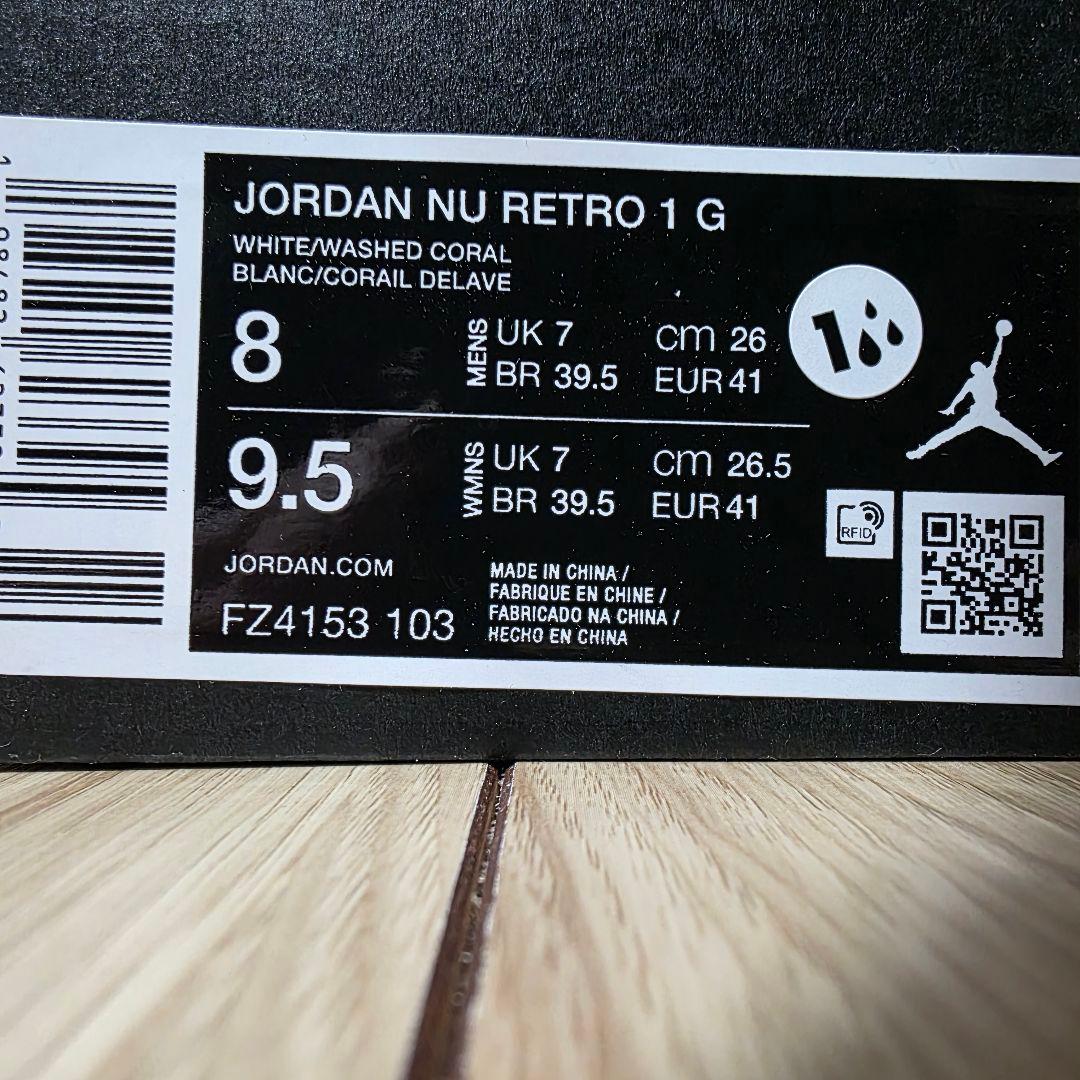 JORDAN NU RETRO 1 G
WHITE/WASHED CORAL
BLANC/CORAIL DELAVE
8 MENS UK 7 CM 26
BR 39.5 EUR 41
9.5 WMNS UK 7 CM 26.5
BR 39.5 EUR 41
JORDAN.COM
FZ4153 103
MADE IN CHINA /
FABRIQUE EN CHINE /
FABRICADO NA CHINA /
HECHO EN CHINA
10
RFID